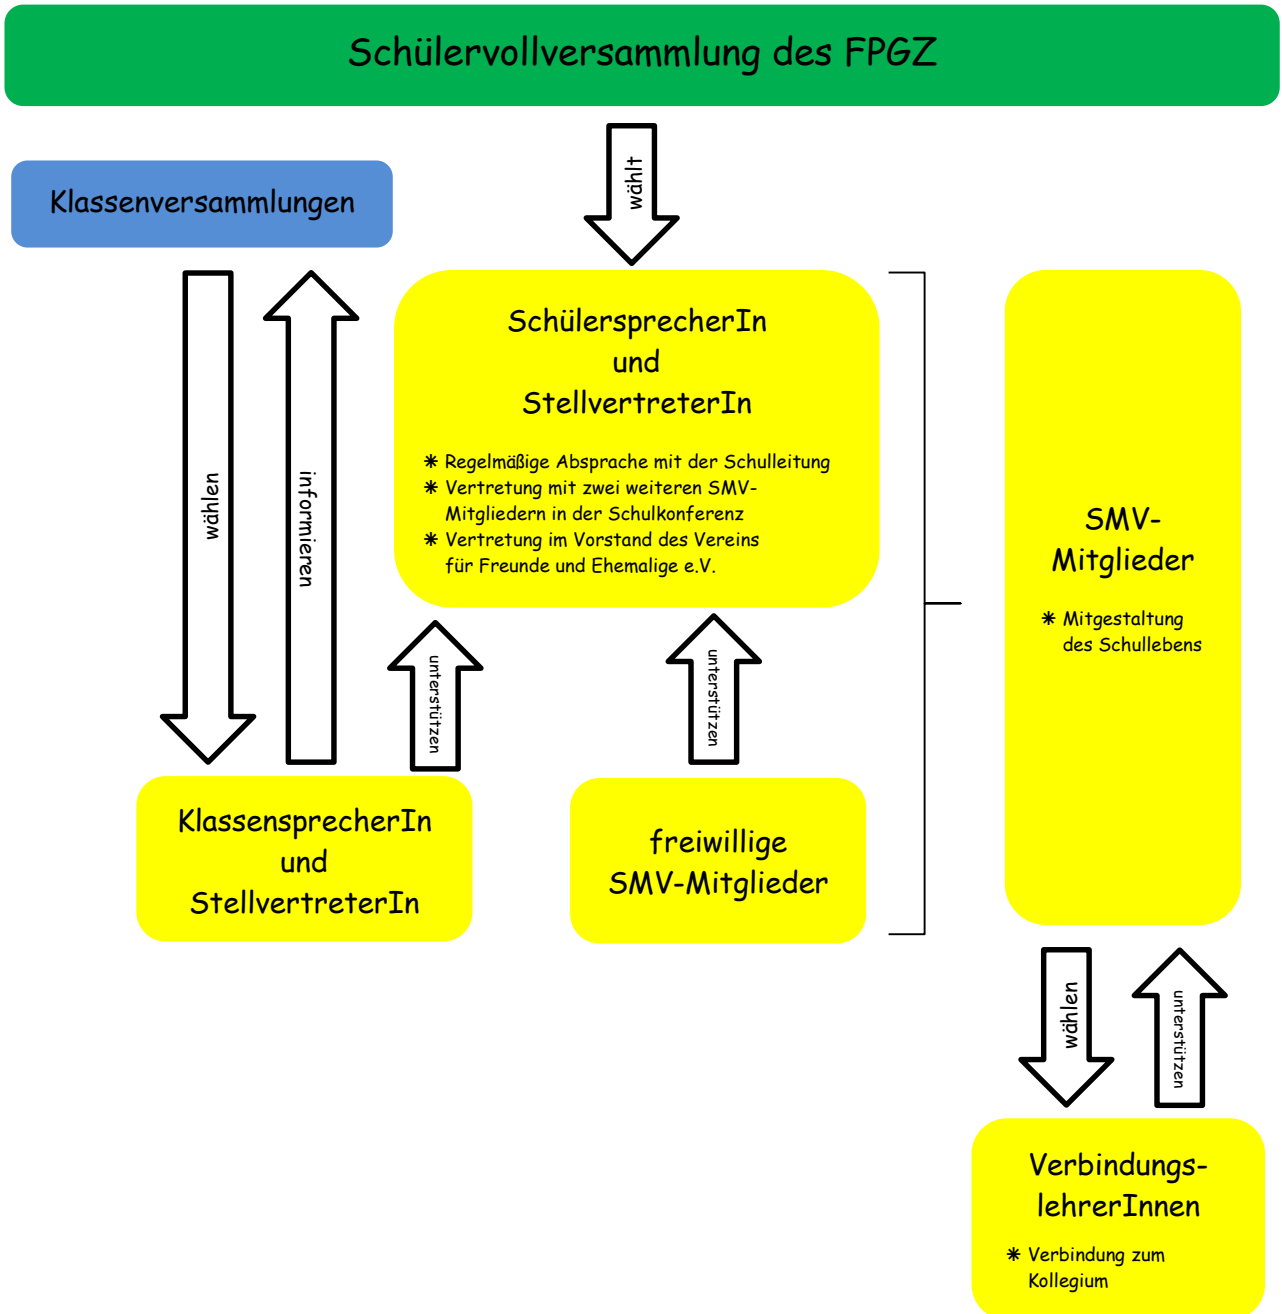 Schülervollversammlung des FPGZ
wählt
Klassenversammlungen
wählen
informieren
SchülersprecherIn
und
StellvertreterIn
* Regelmäßige Absprache mit der Schulleitung
* Vertretung mit zwei weiteren SMV-
Mitgliedern in der Schulkonferenz
* Vertretung im Vorstand des Vereins
für Freunde und Ehemalige e.V.
SMV-
Mitglieder
* Mitgestaltung
des Schullebens
unterstützen
unterstützen
KlassensprecherIn
und
StellvertreterIn
freiwillige
SMV-Mitglieder
wählen
unterstützen
Verbindungs-
lehrerInnen
* Verbindung zum
Kollegium